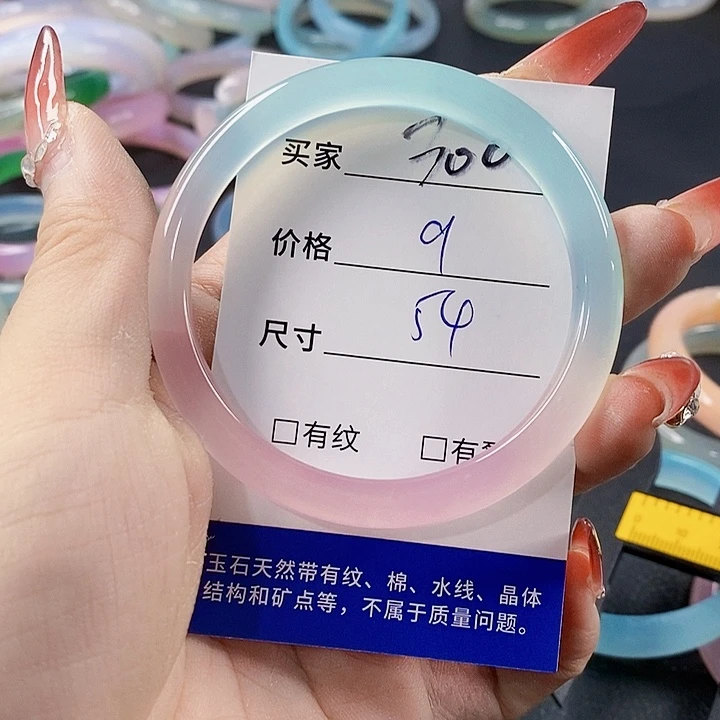 买家 300
价格 9
尺寸 54
□有纹 □有
玉石天然带有纹、棉、水线、晶体
结构和矿点等，不属于质量问题。